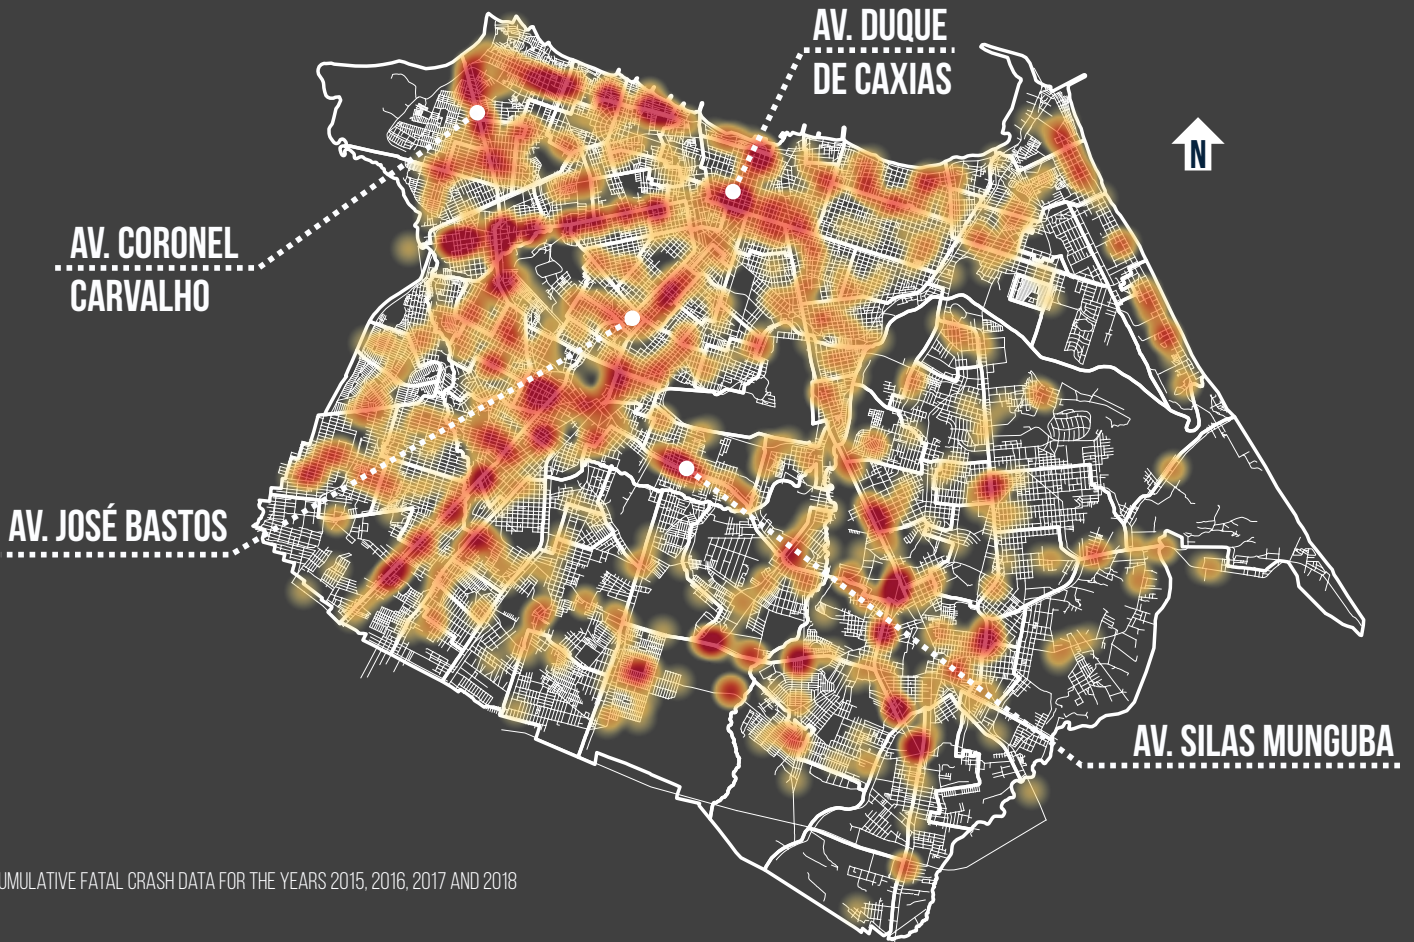 AV. DUQUE
DE CAXIAS
N
AV. CORONEL
CARVALHO
AV. JOSÉ BASTOS
AV. SILAS MUNGUBA
UMULATIVE FATAL CRASH DATA FOR THE YEARS 2015, 2016, 2017 AND 2018